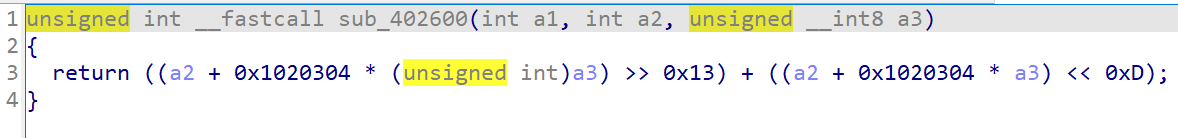 1 unsigned int __fastcall sub_402600(int a1, int a2, unsigned __int8 a3)
2 {
3   return ((a2 + 0x1020304 * (unsigned int)a3) >> 0x13) + ((a2 + 0x1020304 * a3) << 0xD);
4 }